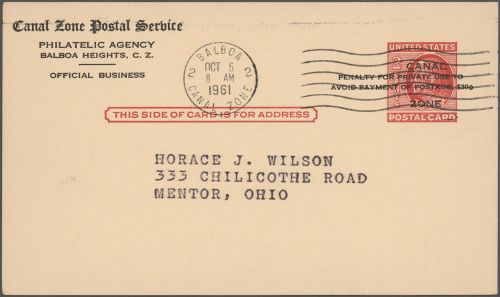 Canal Zone Postal Service
PHILATELIC AGENCY
BALBOA HEIGHTS, C. Z.
OFFICIAL BUSINESS
BALBOA
2 OCT 5 2
8 AM
1961
CANAL ZONE
UNITED STATES
CANAL
PENALTY FOR PRIVATE USE TO
AVOID PAYMENT OF POSTAGE, $300
ZONE
POSTAL CARD
THIS SIDE OF CARD IS FOR ADDRESS
HORACE J. WILSON
333 CHILICOTHE ROAD
MENTOR, OHIO